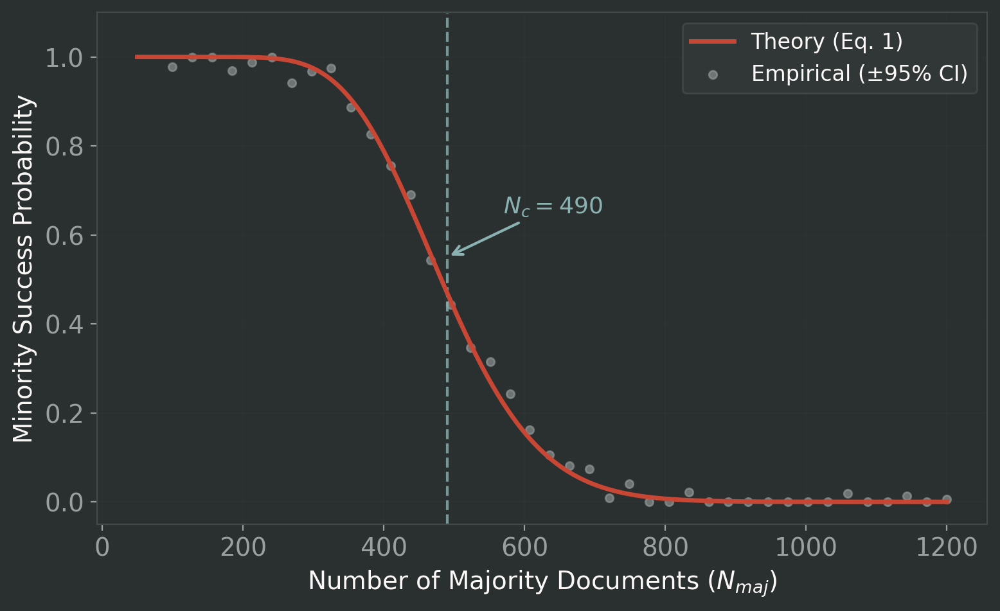 Theory (Eq. 1)
Empirical (±95% CI)
N_c = 490
Minority Success Probability
1.0
0.8
0.6
0.4
0.2
0.0
0 200 400 600 800 1000 1200
Number of Majority Documents (N_maj)